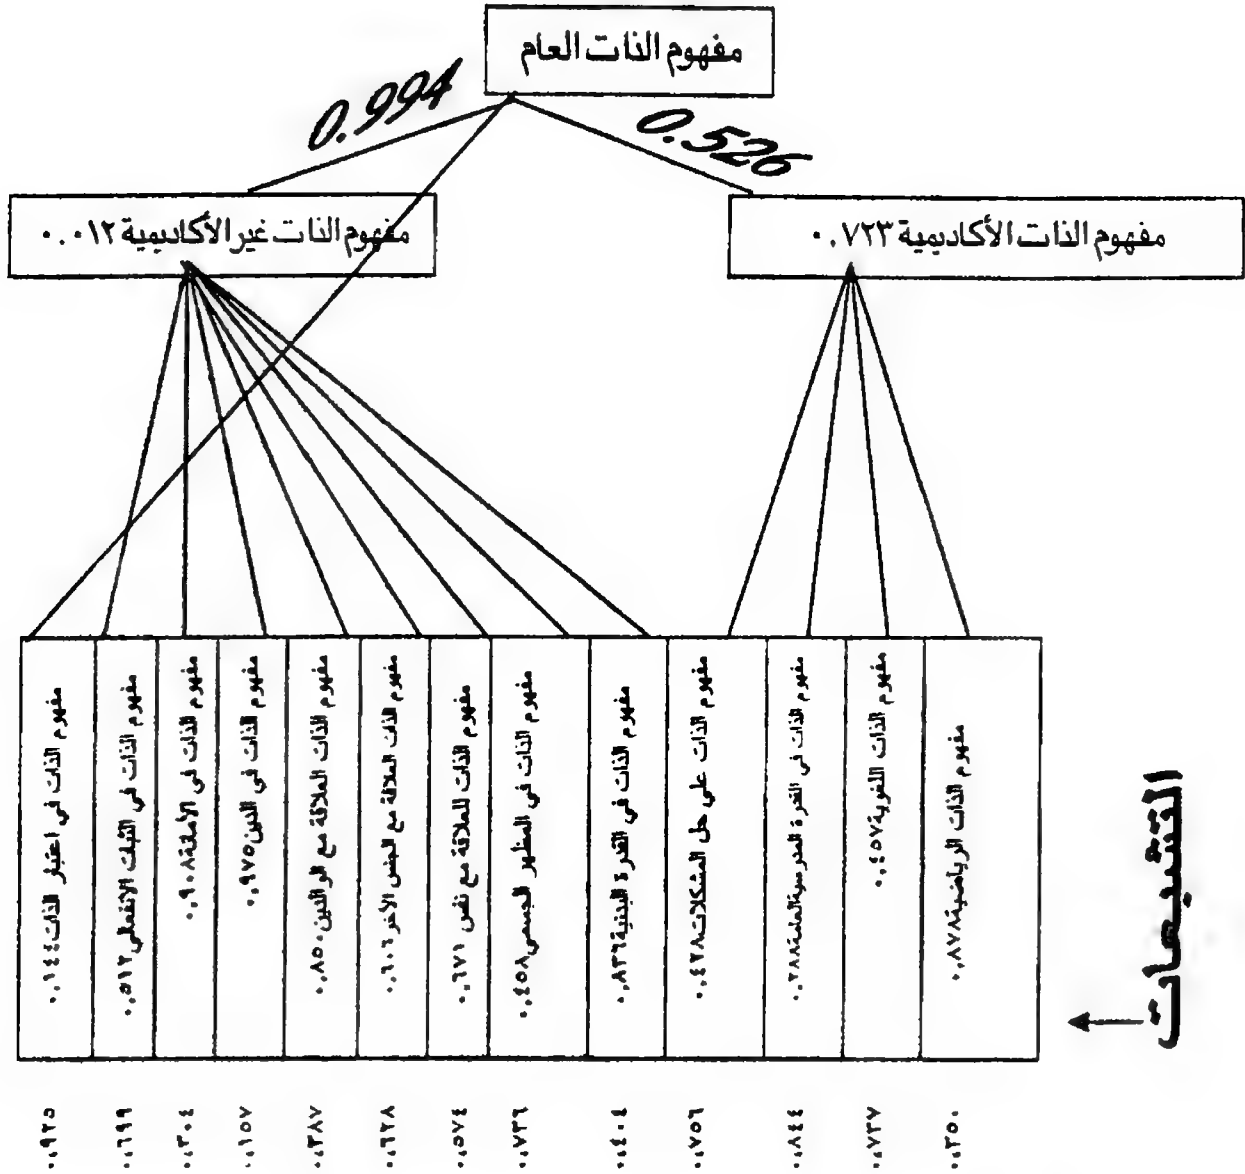 مفهوم الذات العام
0.994
0.526
مفهوم الذات الأكاديمية ٠.٧٢٣
مفهوم الذات غير الأكاديمية ٠.٠١٢
مفهوم الذات الرياضية ٠,٨٧٨
مفهوم الذات اللغوية ٠,٤٥٧
مفهوم الذات في القدرة المدرسية العامة ٠,٢٨٨
مفهوم الذات على حل المشكلات ٠,٤٢٨
مفهوم الذات في القدرة البدنية ٠,٨٣٦
مفهوم الذات في المظهر الجسمي ٠,٤٥٨
مفهوم الذات للعلاقة مع نفس ٠,٦٧١
مفهوم الذات العلاقة مع الجنس الآخر ٠,٦٠٦
مفهوم الذات العلاقة مع الوالدين ٠,٨٥٠
مفهوم الذات في الدين ٠,٩٧٥
مفهوم الذات في الأمانة ٠,٩٠٨
مفهوم الذات في الثبات الانفعالي ٠,٥١٢
مفهوم الذات في اعتبار الذات ٠,١٤٤
التشبعات
٠,٣٥٠
٠,٧٣٧
٠,٨٤٤
٠,٧٥٦
٠,٤٠٤
٠,٧٣٦
٠,٥٧٤
٠,٦٢٨
٠,٣٨٧
٠,١٥٧
٠,٣٠٤
٠,٦٩٩
٠,٩٢٥